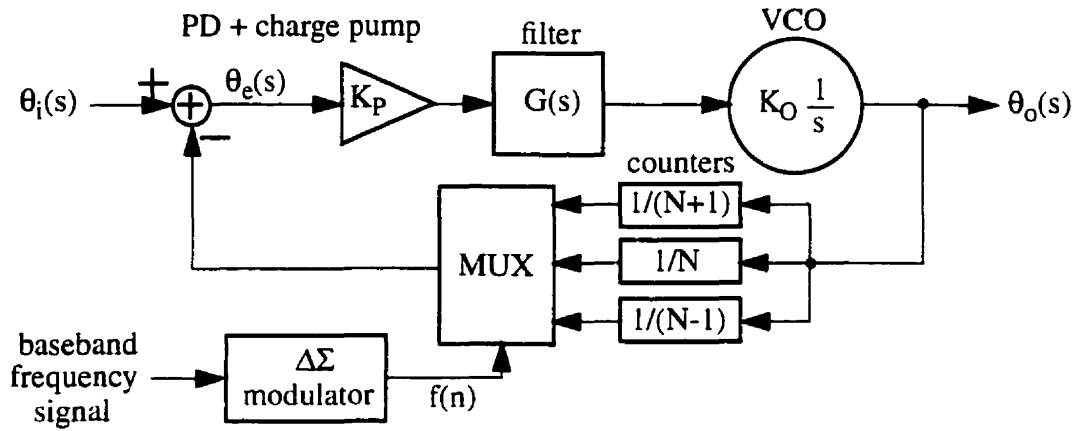 VCO
PD + charge pump
filter
+
θi(s)
+
θe(s)
KP
G(s)
KO 1/s
θo(s)
−
counters
1/(N+1)
MUX
1/N
1/(N-1)
baseband
frequency
signal
ΔΣ
modulator
f(n)